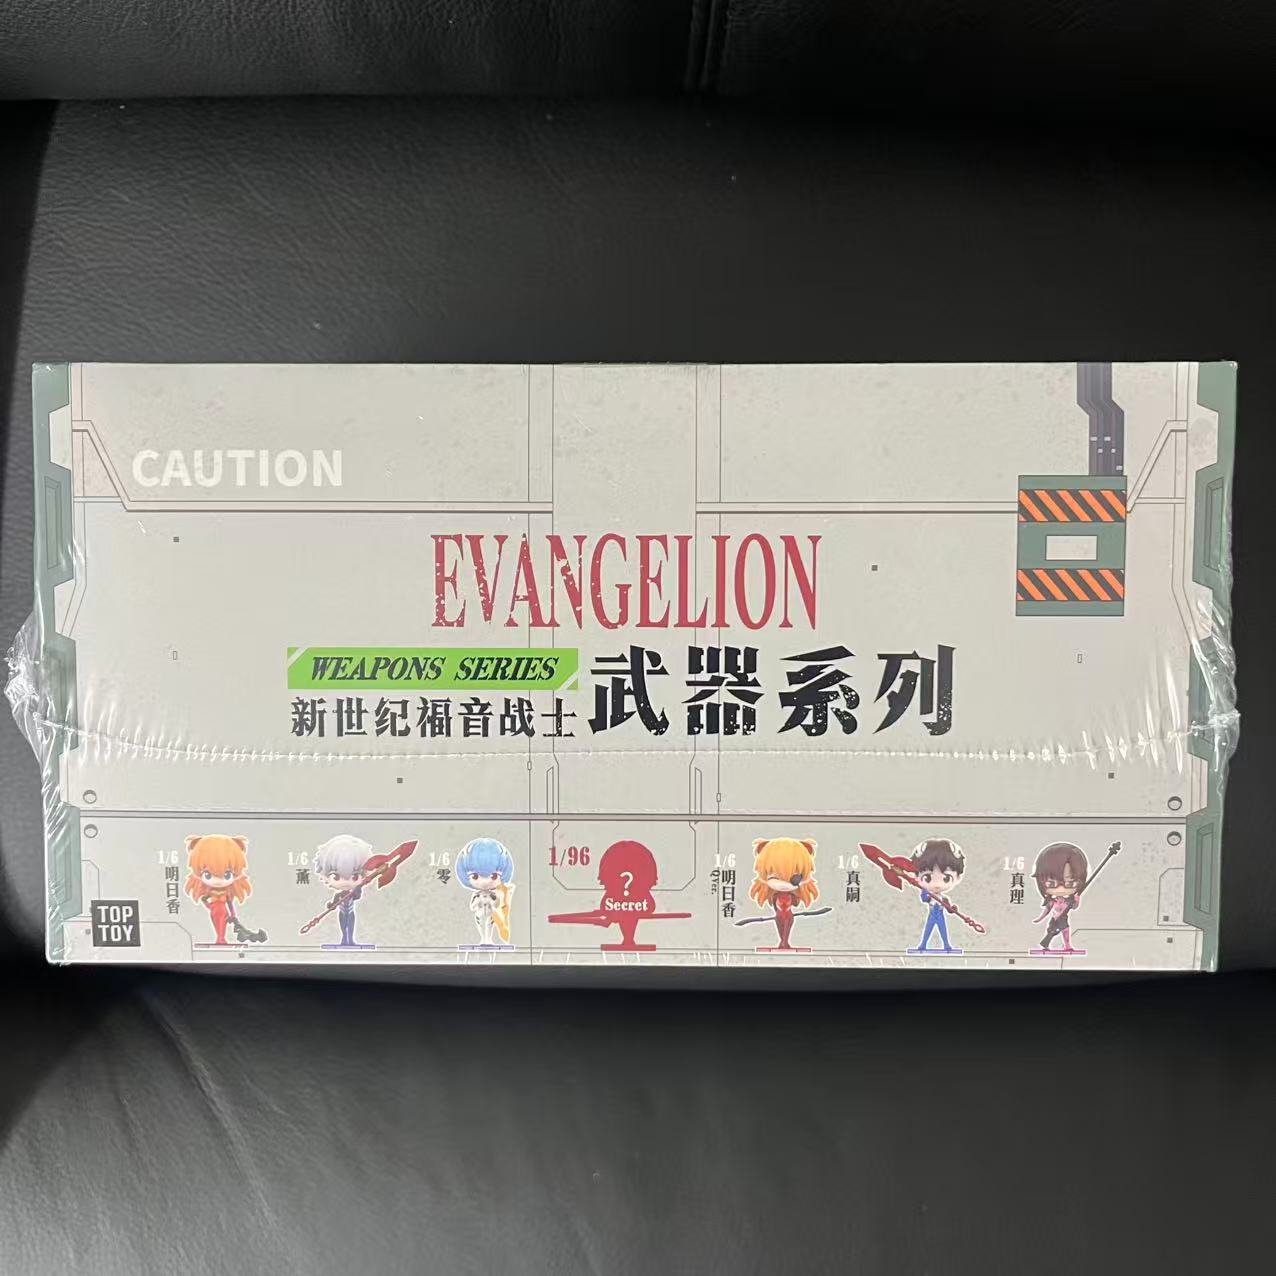 CAUTION
EVANGELION
WEAPONS SERIES
新世纪福音战士
武器系列
1/6
明日香
1/6
薰
1/6
零
1/96
?
Secret
1/6
明日香
Qver.
1/6
真嗣
1/6
真理
TOP
TOY